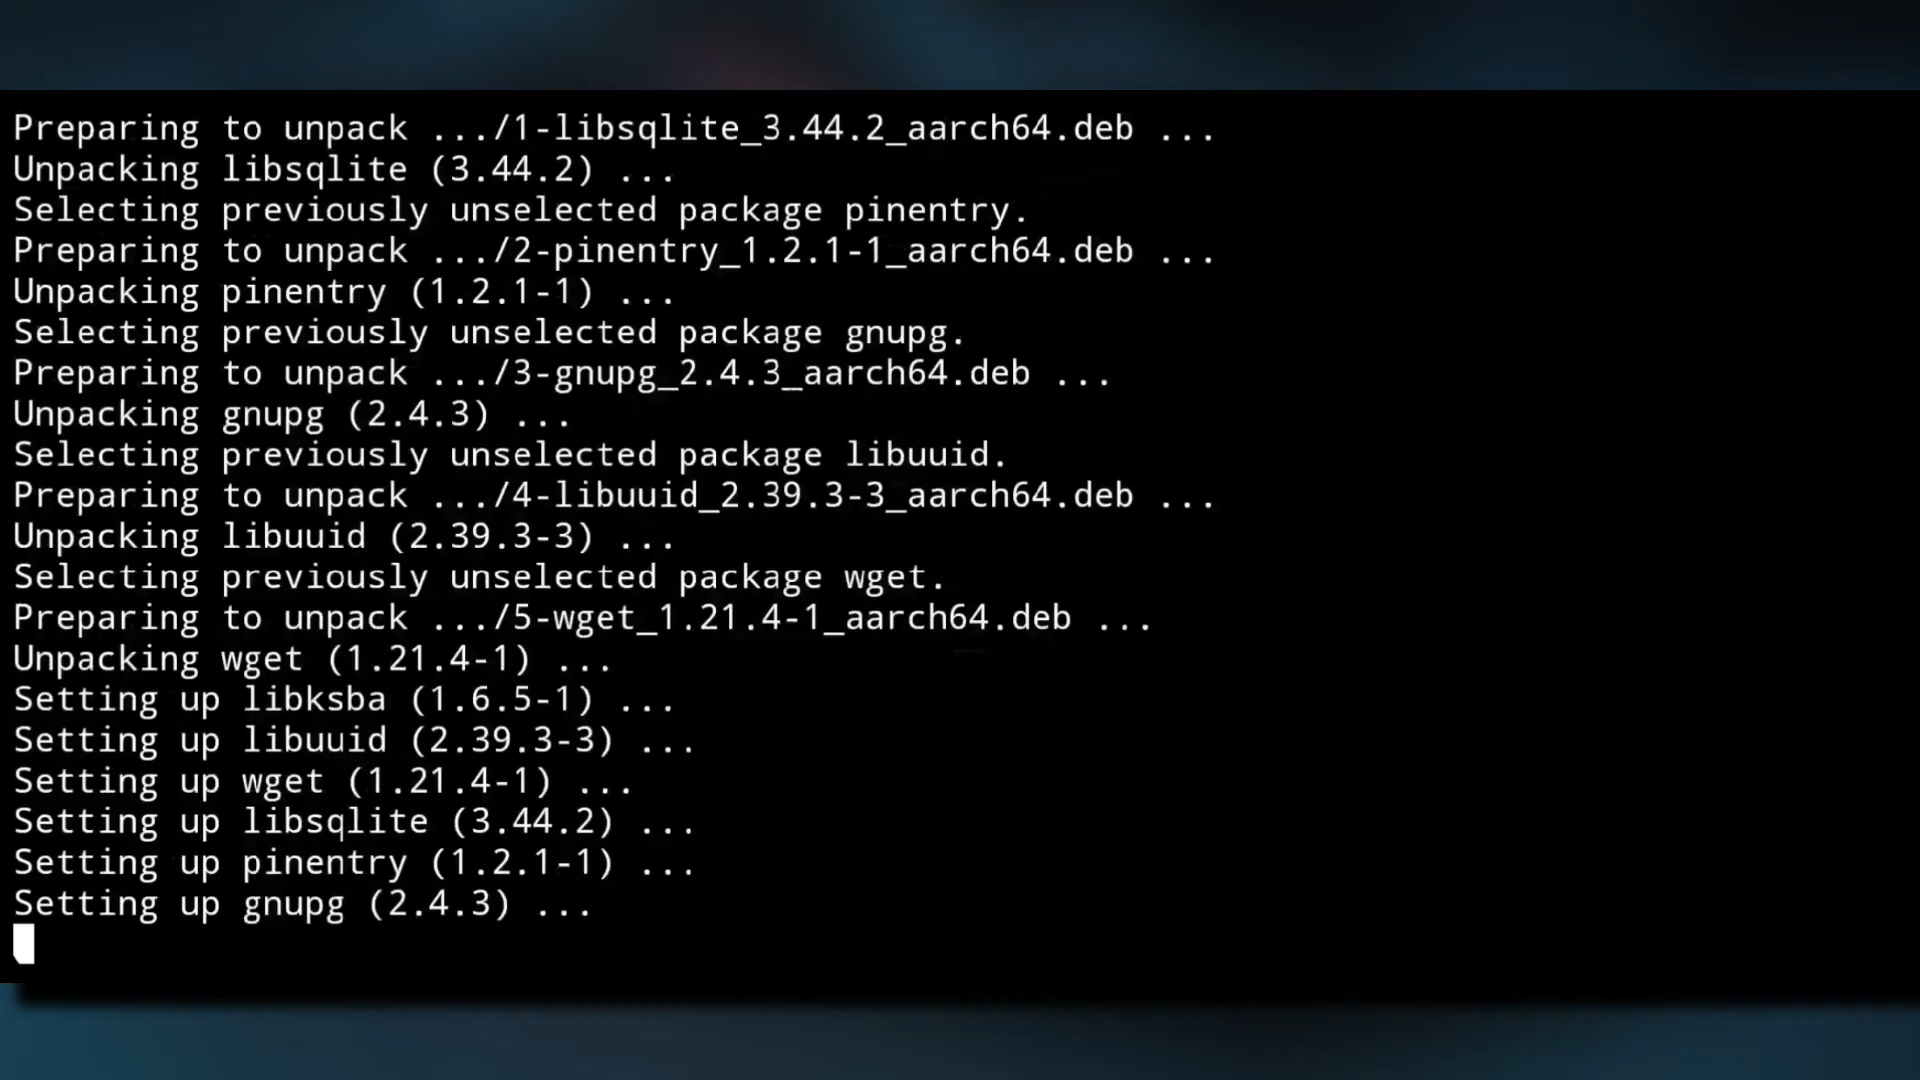 Preparing to unpack .../1-libsqlite_3.44.2_aarch64.deb ...
Unpacking libsqlite (3.44.2) ...
Selecting previously unselected package pinentry.
Preparing to unpack .../2-pinentry_1.2.1-1_aarch64.deb ...
Unpacking pinentry (1.2.1-1) ...
Selecting previously unselected package gnupg.
Preparing to unpack .../3-gnupg_2.4.3_aarch64.deb ...
Unpacking gnupg (2.4.3) ...
Selecting previously unselected package libuuid.
Preparing to unpack .../4-libuuid_2.39.3-3_aarch64.deb ...
Unpacking libuuid (2.39.3-3) ...
Selecting previously unselected package wget.
Preparing to unpack .../5-wget_1.21.4-1_aarch64.deb ...
Unpacking wget (1.21.4-1) ...
Setting up libksba (1.6.5-1) ...
Setting up libuuid (2.39.3-3) ...
Setting up wget (1.21.4-1) ...
Setting up libsqlite (3.44.2) ...
Setting up pinentry (1.2.1-1) ...
Setting up gnupg (2.4.3) ...